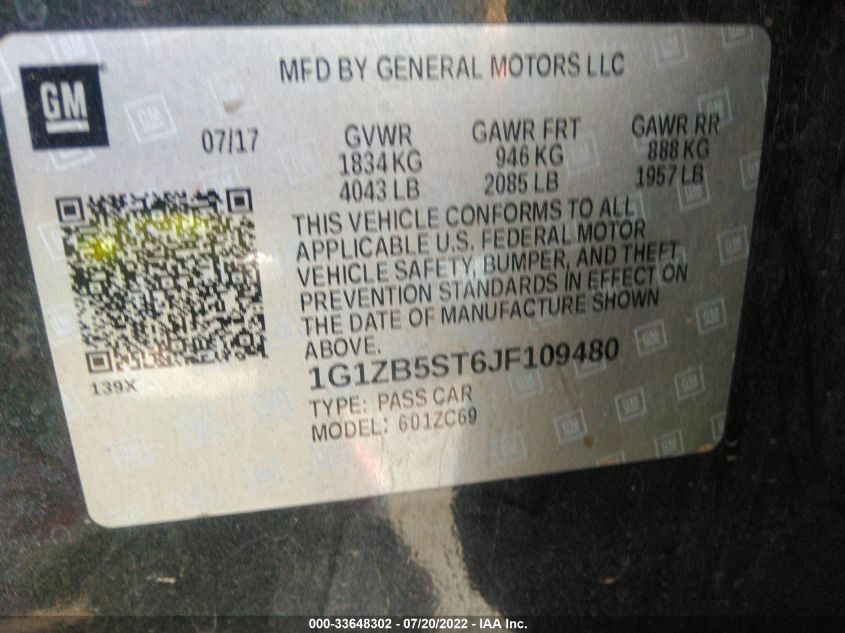 MFD BY GENERAL MOTORS LLC
GM
07/17
GVWR GAWR FRT GAWR RR
1834 KG 946 KG 888 KG
4043 LB 2085 LB 1957 LB
THIS VEHICLE CONFORMS TO ALL
APPLICABLE U.S. FEDERAL MOTOR
VEHICLE SAFETY, BUMPER, AND THEFT
PREVENTION STANDARDS IN EFFECT ON
THE DATE OF MANUFACTURE SHOWN
ABOVE.
139X
1G1ZB5ST6JF109480
TYPE: PASS CAR
MODEL: 601ZC69
000-33648302 - 07/20/2022 - IAA Inc.